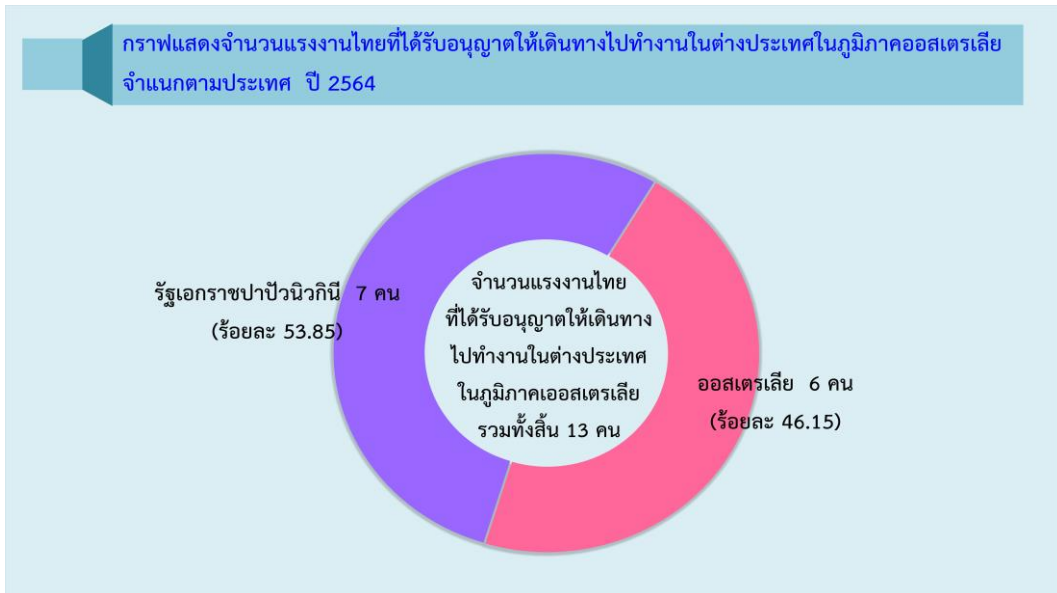 กราฟแสดงจำนวนแรงงานไทยที่ได้รับอนุญาตให้เดินทางไปทำงานในต่างประเทศในภูมิภาคออสเตรเลีย
จำแนกตามประเทศ ปี 2564
รัฐเอกราชปาปัวนิวกินี 7 คน
(ร้อยละ 53.85)
จำนวนแรงงานไทย
ที่ได้รับอนุญาตให้เดินทาง
ไปทำงานในต่างประเทศ
ในภูมิภาคเออสเตรเลีย
รวมทั้งสิ้น 13 คน
ออสเตรเลีย 6 คน
(ร้อยละ 46.15)